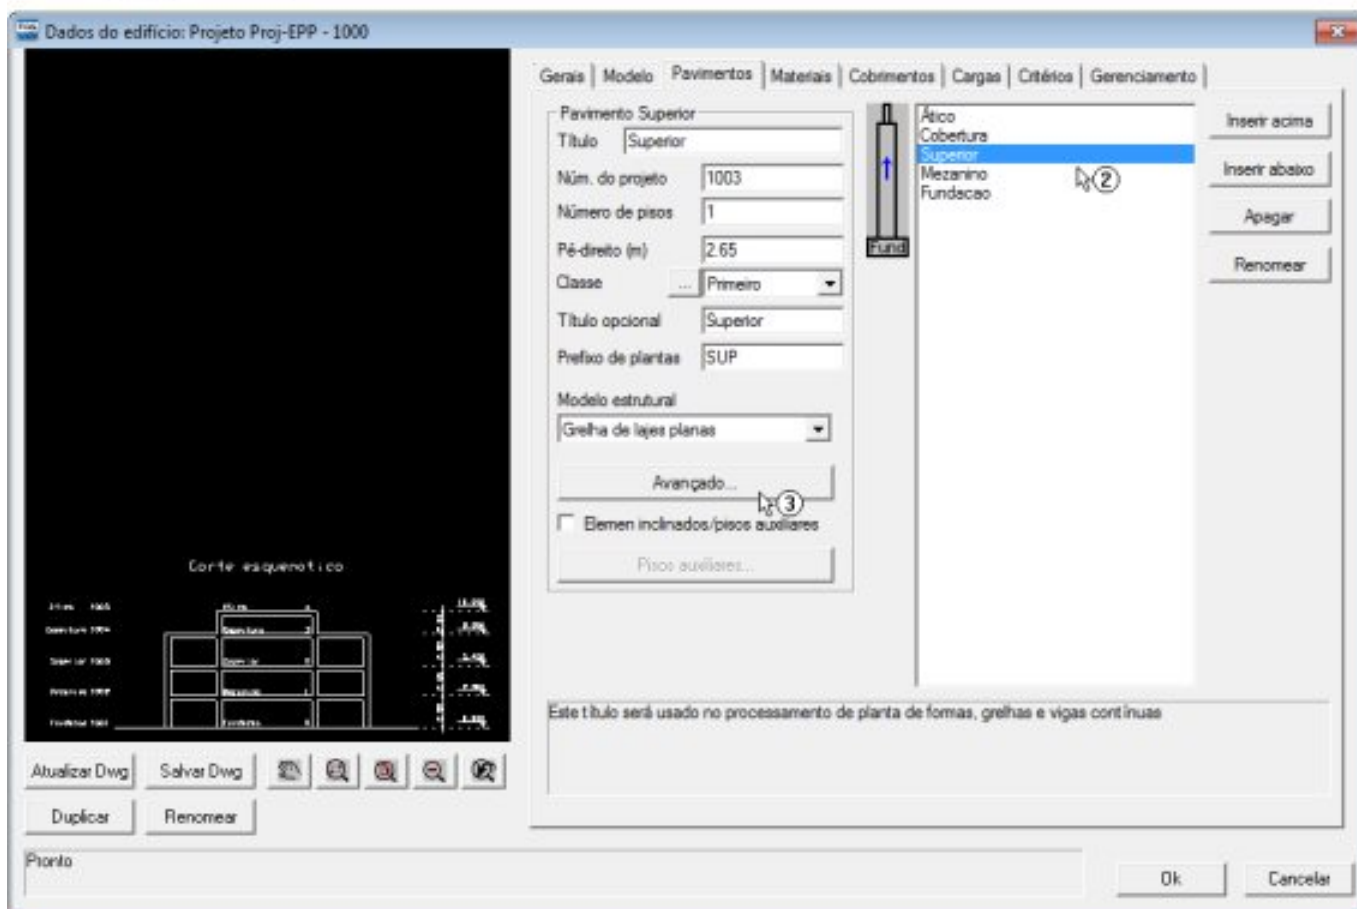 Dados do edifício: Projeto Proj-EPP - 1000
Gerais Modelo Pavimentos Materiais Cobrimentos Cargas Critérios Gerenciamento
Pavimento Superior
Título Superior
Núm. do projeto 1003
Número de pisos 1
Pé-direito (m) 2.65
Classe ... Primeiro
Título opcional Superior
Prefixo de plantas SUP
Modelo estrutural
Grelha de lajes planas
Avançado...
3
Elemen inclinados/pisos auxiliares
Pisos auxiliares...
Fund
Ático
Cobertura
Superior
Mezanino
Fundacao
2
Inserir acima
Inserir abaixo
Apagar
Renomear
Corte esquematico
Este título será usado no processamento de planta de formas, grelhas e vigas contínuas
Atualizar Dwg Salvar Dwg
Duplicar Renomear
Pronto
Ok Cancelar